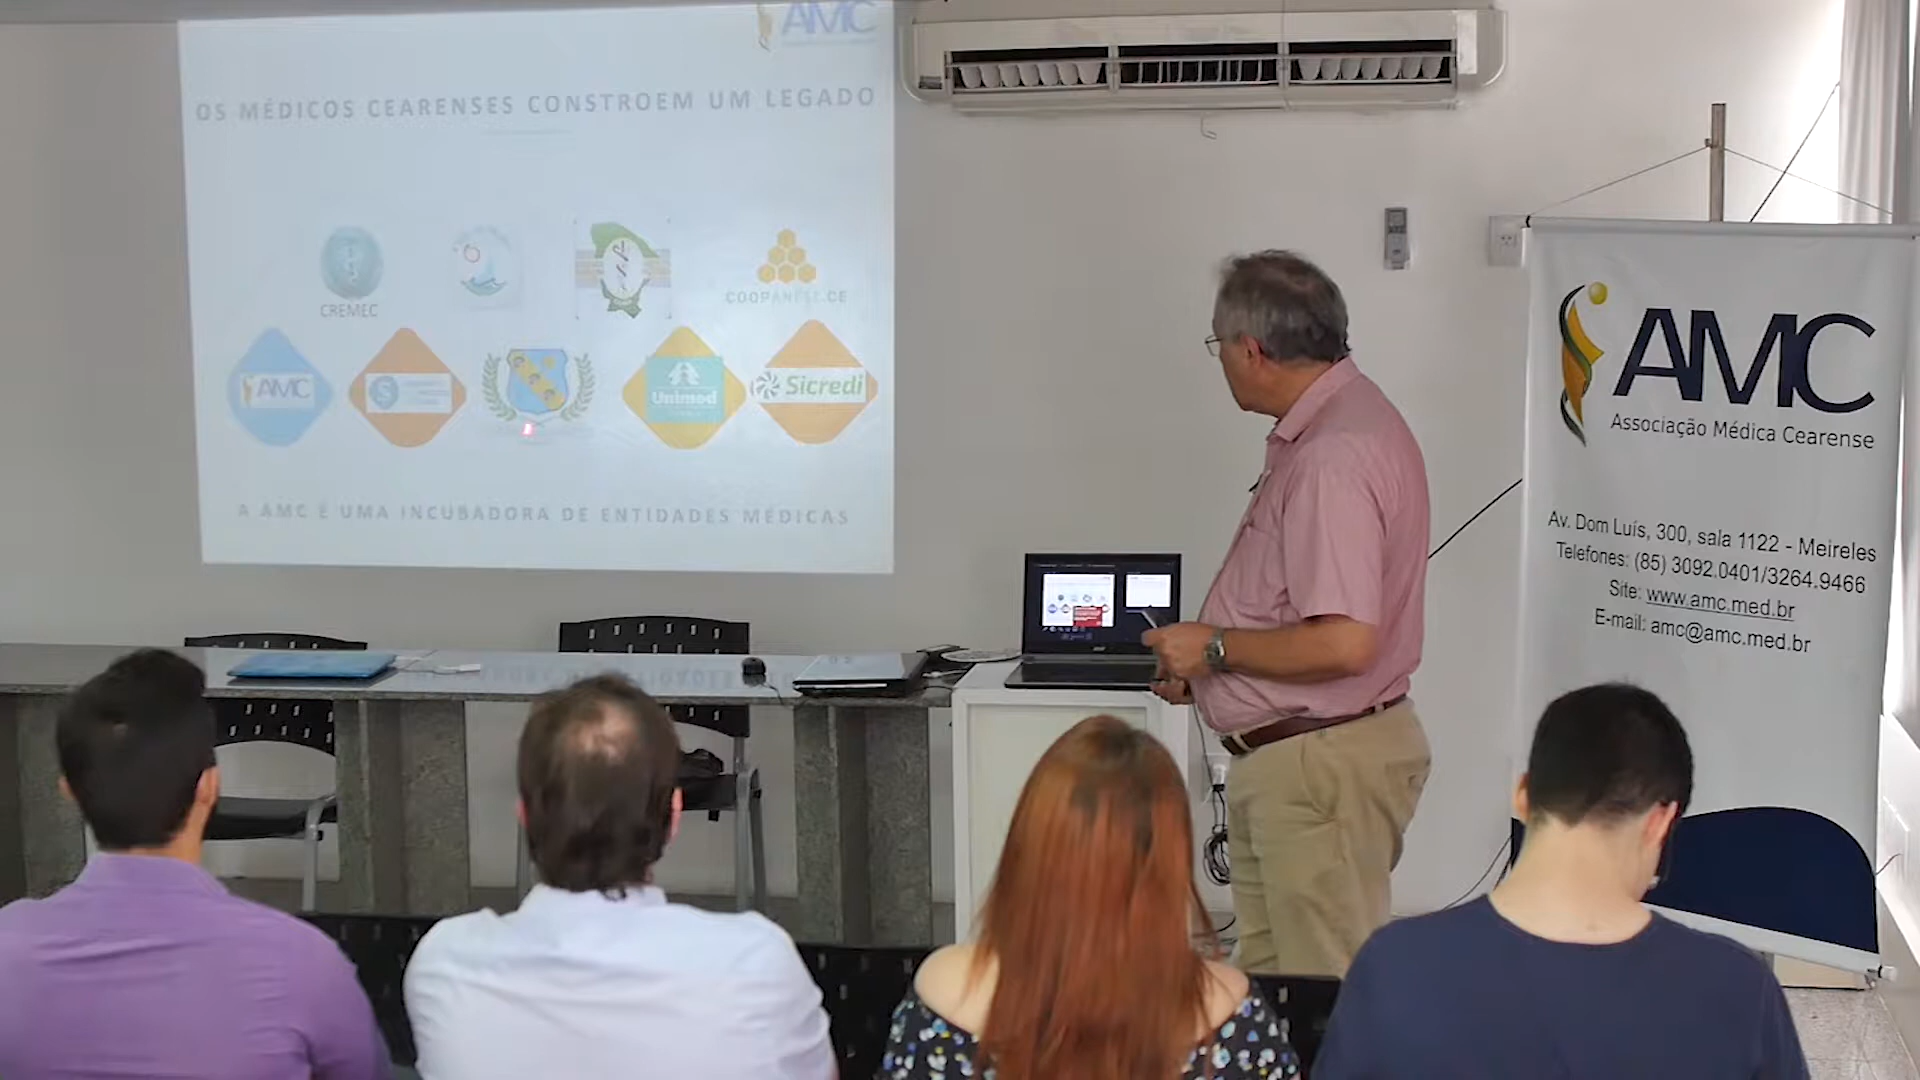 AMC
OS MÉDICOS CEARENSES CONSTROEM UM LEGADO
CREMEC
COOPANEST.CE
AMC
S
Unimed
Sicredi
A AMC É UMA INCUBADORA DE ENTIDADES MÉDICAS
AMC
Associação Médica Cearense
Av. Dom Luís, 300, sala 1122 - Meireles
Telefones: (85) 3092.0401/3264.9466
Site: www.amc.med.br
E-mail: amc@amc.med.br